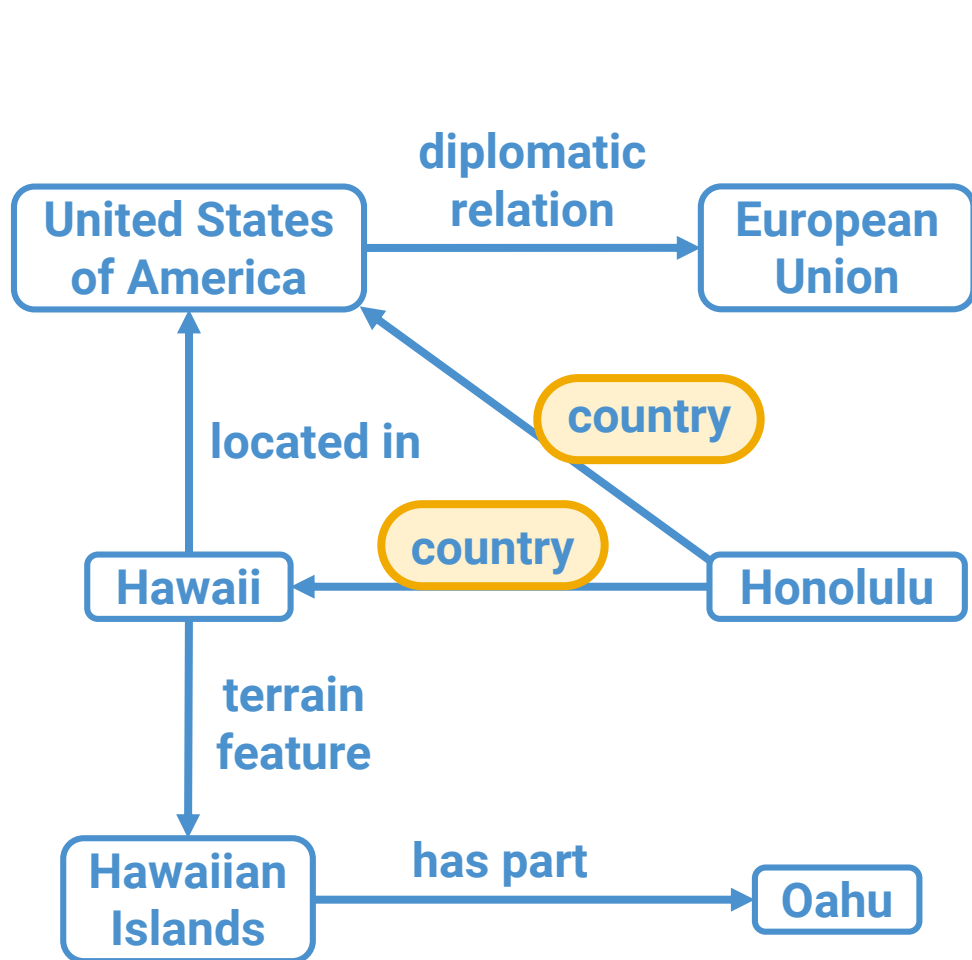 diplomatic
relation
United States
of America
European
Union
country
located in
country
Hawaii
Honolulu
terrain
feature
has part
Hawaiian
Islands
Oahu